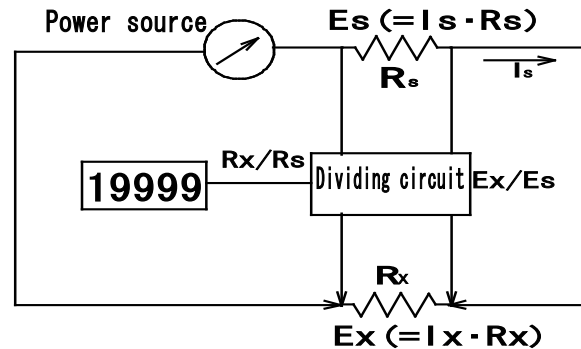 Power source
Es (=Is-Rs)
Rs
Is
Rx/Rs
19999
Dividing circuit
Ex/Es
Rx
Ex (=Ix-Rx)